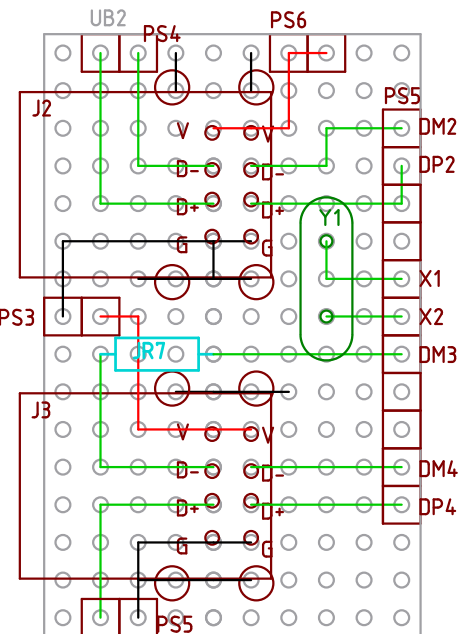 UB2
PS4
PS6
J2
PS5
V V
DM2
D- D-
DP2
D+ D+
Y1
G G
X1
PS3
X2
R7
DM3
J3
V V
D- D-
DM4
D+ D+
DP4
G G
PS5